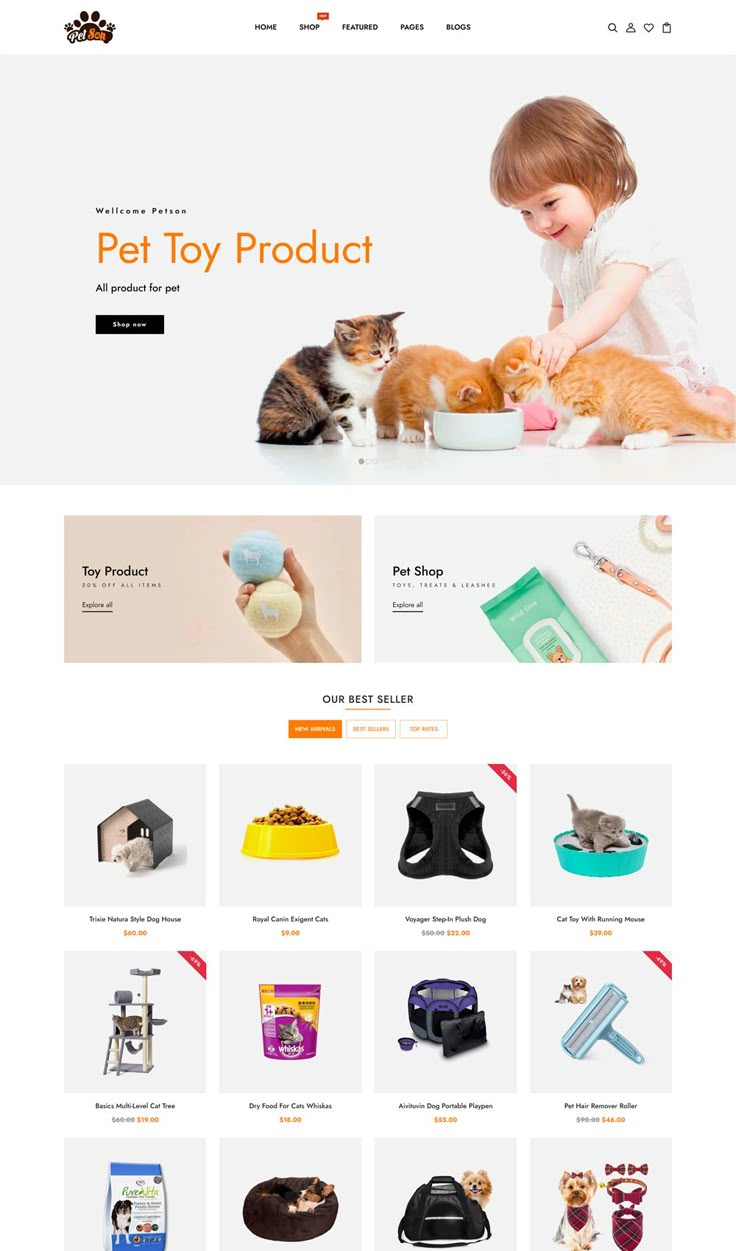 Pet Son
HOME
SHOP
HOT
FEATURED
PAGES
BLOGS
Wellcome Petson
Pet Toy Product
All product for pet
Shop now
Toy Product
20% OFF ALL ITEMS
Explore all
Pet Shop
TOYS, TREATS & LEASHES
Explore all
Wild One
OUR BEST SELLER
NEW ARRIVALS
BEST SELLERS
TOP RATES
Trixie Natura Style Dog House
$60.00
Royal Canin Exigent Cats
$9.00
-56%
Voyager Step-In Plush Dog
$50.00 $22.00
Cat Toy With Running Mouse
$39.00
-69%
Basics Multi-Level Cat Tree
$60.00 $19.00
1+
whiskas
Dry Food For Cats Whiskas
$18.00
Aivituvin Dog Portable Playpen
$55.00
-49%
Pet Hair Remover Roller
$90.00 $46.00
PureVita